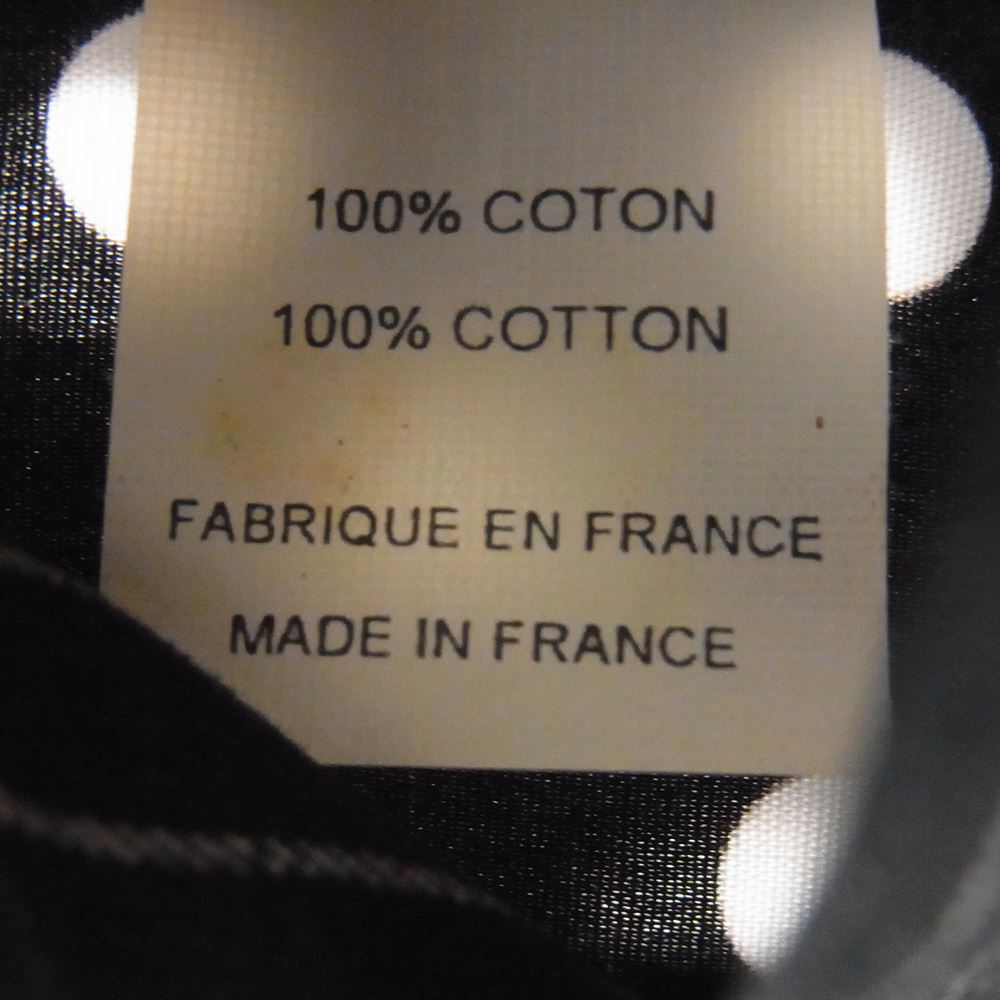 100% COTON
100% COTTON
FABRIQUE EN FRANCE
MADE IN FRANCE